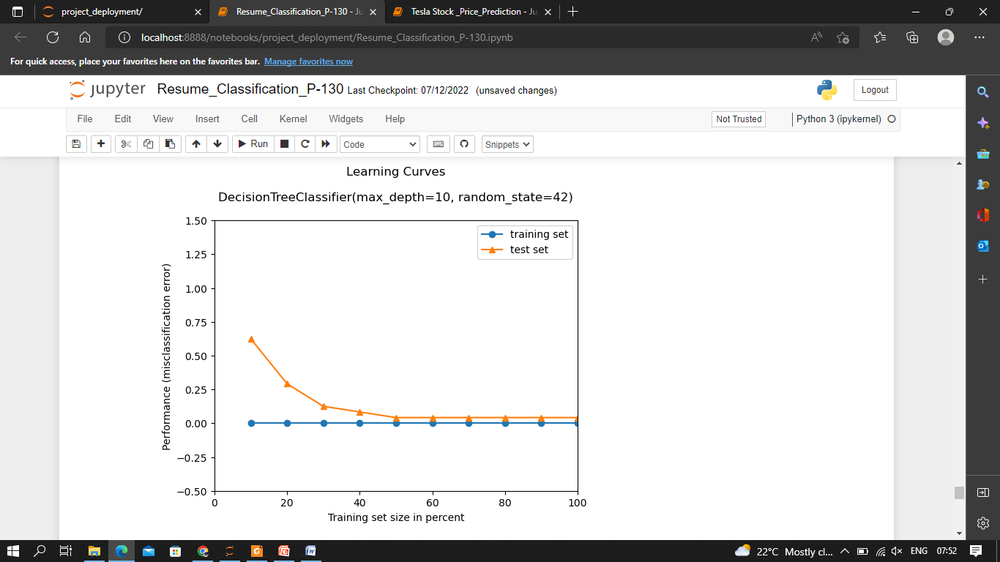 project_deployment/
Resume_Classification_P-130 - Ju
Tesla Stock _Price_Prediction - Ju
localhost:8888/notebooks/project_deployment/Resume_Classification_P-130.ipynb
For quick access, place your favorites here on the favorites bar. Manage favorites now
jupyter Resume_Classification_P-130 Last Checkpoint: 07/12/2022 (unsaved changes)
Logout
File Edit View Insert Cell Kernel Widgets Help
Not Trusted
Python 3 (ipykernel)
Run
Code
Snippets
Learning Curves
DecisionTreeClassifier(max_depth=10, random_state=42)
training set
test set
Performance (misclassification error)
1.50
1.25
1.00
0.75
0.50
0.25
0.00
−0.25
−0.50
0 20 40 60 80 100
Training set size in percent
22°C Mostly cl...
ENG
07:52